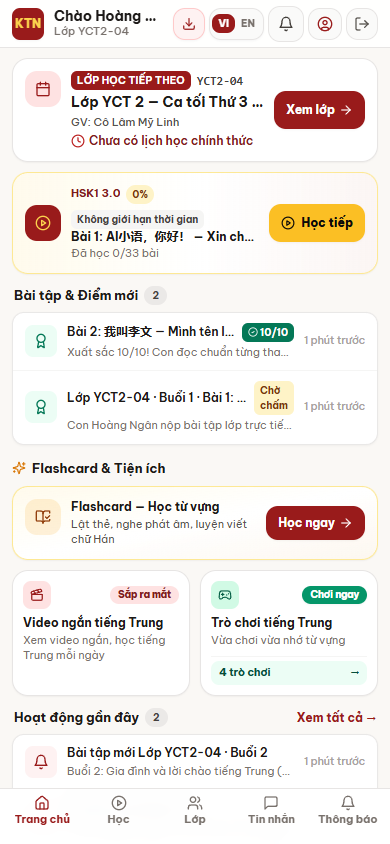 KTN
Chào Hoàng ...
Lớp YCT2-04
VI
EN
LỚP HỌC TIẾP THEO
YCT2-04
Lớp YCT 2 — Ca tối Thứ 3 ...
GV: Cô Lâm Mỹ Linh
Chưa có lịch học chính thức
Xem lớp →
HSK1 3.0
0%
Không giới hạn thời gian
Bài 1: AI小语，你好！ — Xin ch...
Đã học 0/33 bài
Học tiếp
Bài tập & Điểm mới
2
Bài 2: 我叫李文 — Mình tên l...
10/10
1 phút trước
Xuất sắc 10/10! Con đọc chuẩn từng tha...
Lớp YCT2-04 · Buổi 1 · Bài 1: ...
Chờ
chấm
1 phút trước
Con Hoàng Ngân nộp bài tập lớp trực tiế...
Flashcard & Tiện ích
Flashcard — Học từ vựng
Lật thẻ, nghe phát âm, luyện viết
chữ Hán
Học ngay →
Sắp ra mắt
Video ngắn tiếng Trung
Xem video ngắn, học tiếng
Trung mỗi ngày
Chơi ngay
Trò chơi tiếng Trung
Vừa chơi vừa nhớ từ vựng
4 trò chơi →
Hoạt động gần đây
2
Xem tất cả →
Bài tập mới Lớp YCT2-04 · Buổi 2
1 phút trước
Buổi 2: Gia đình và lời chào tiếng Trung (...
Trang chủ
Học
Lớp
Tin nhắn
Thông báo